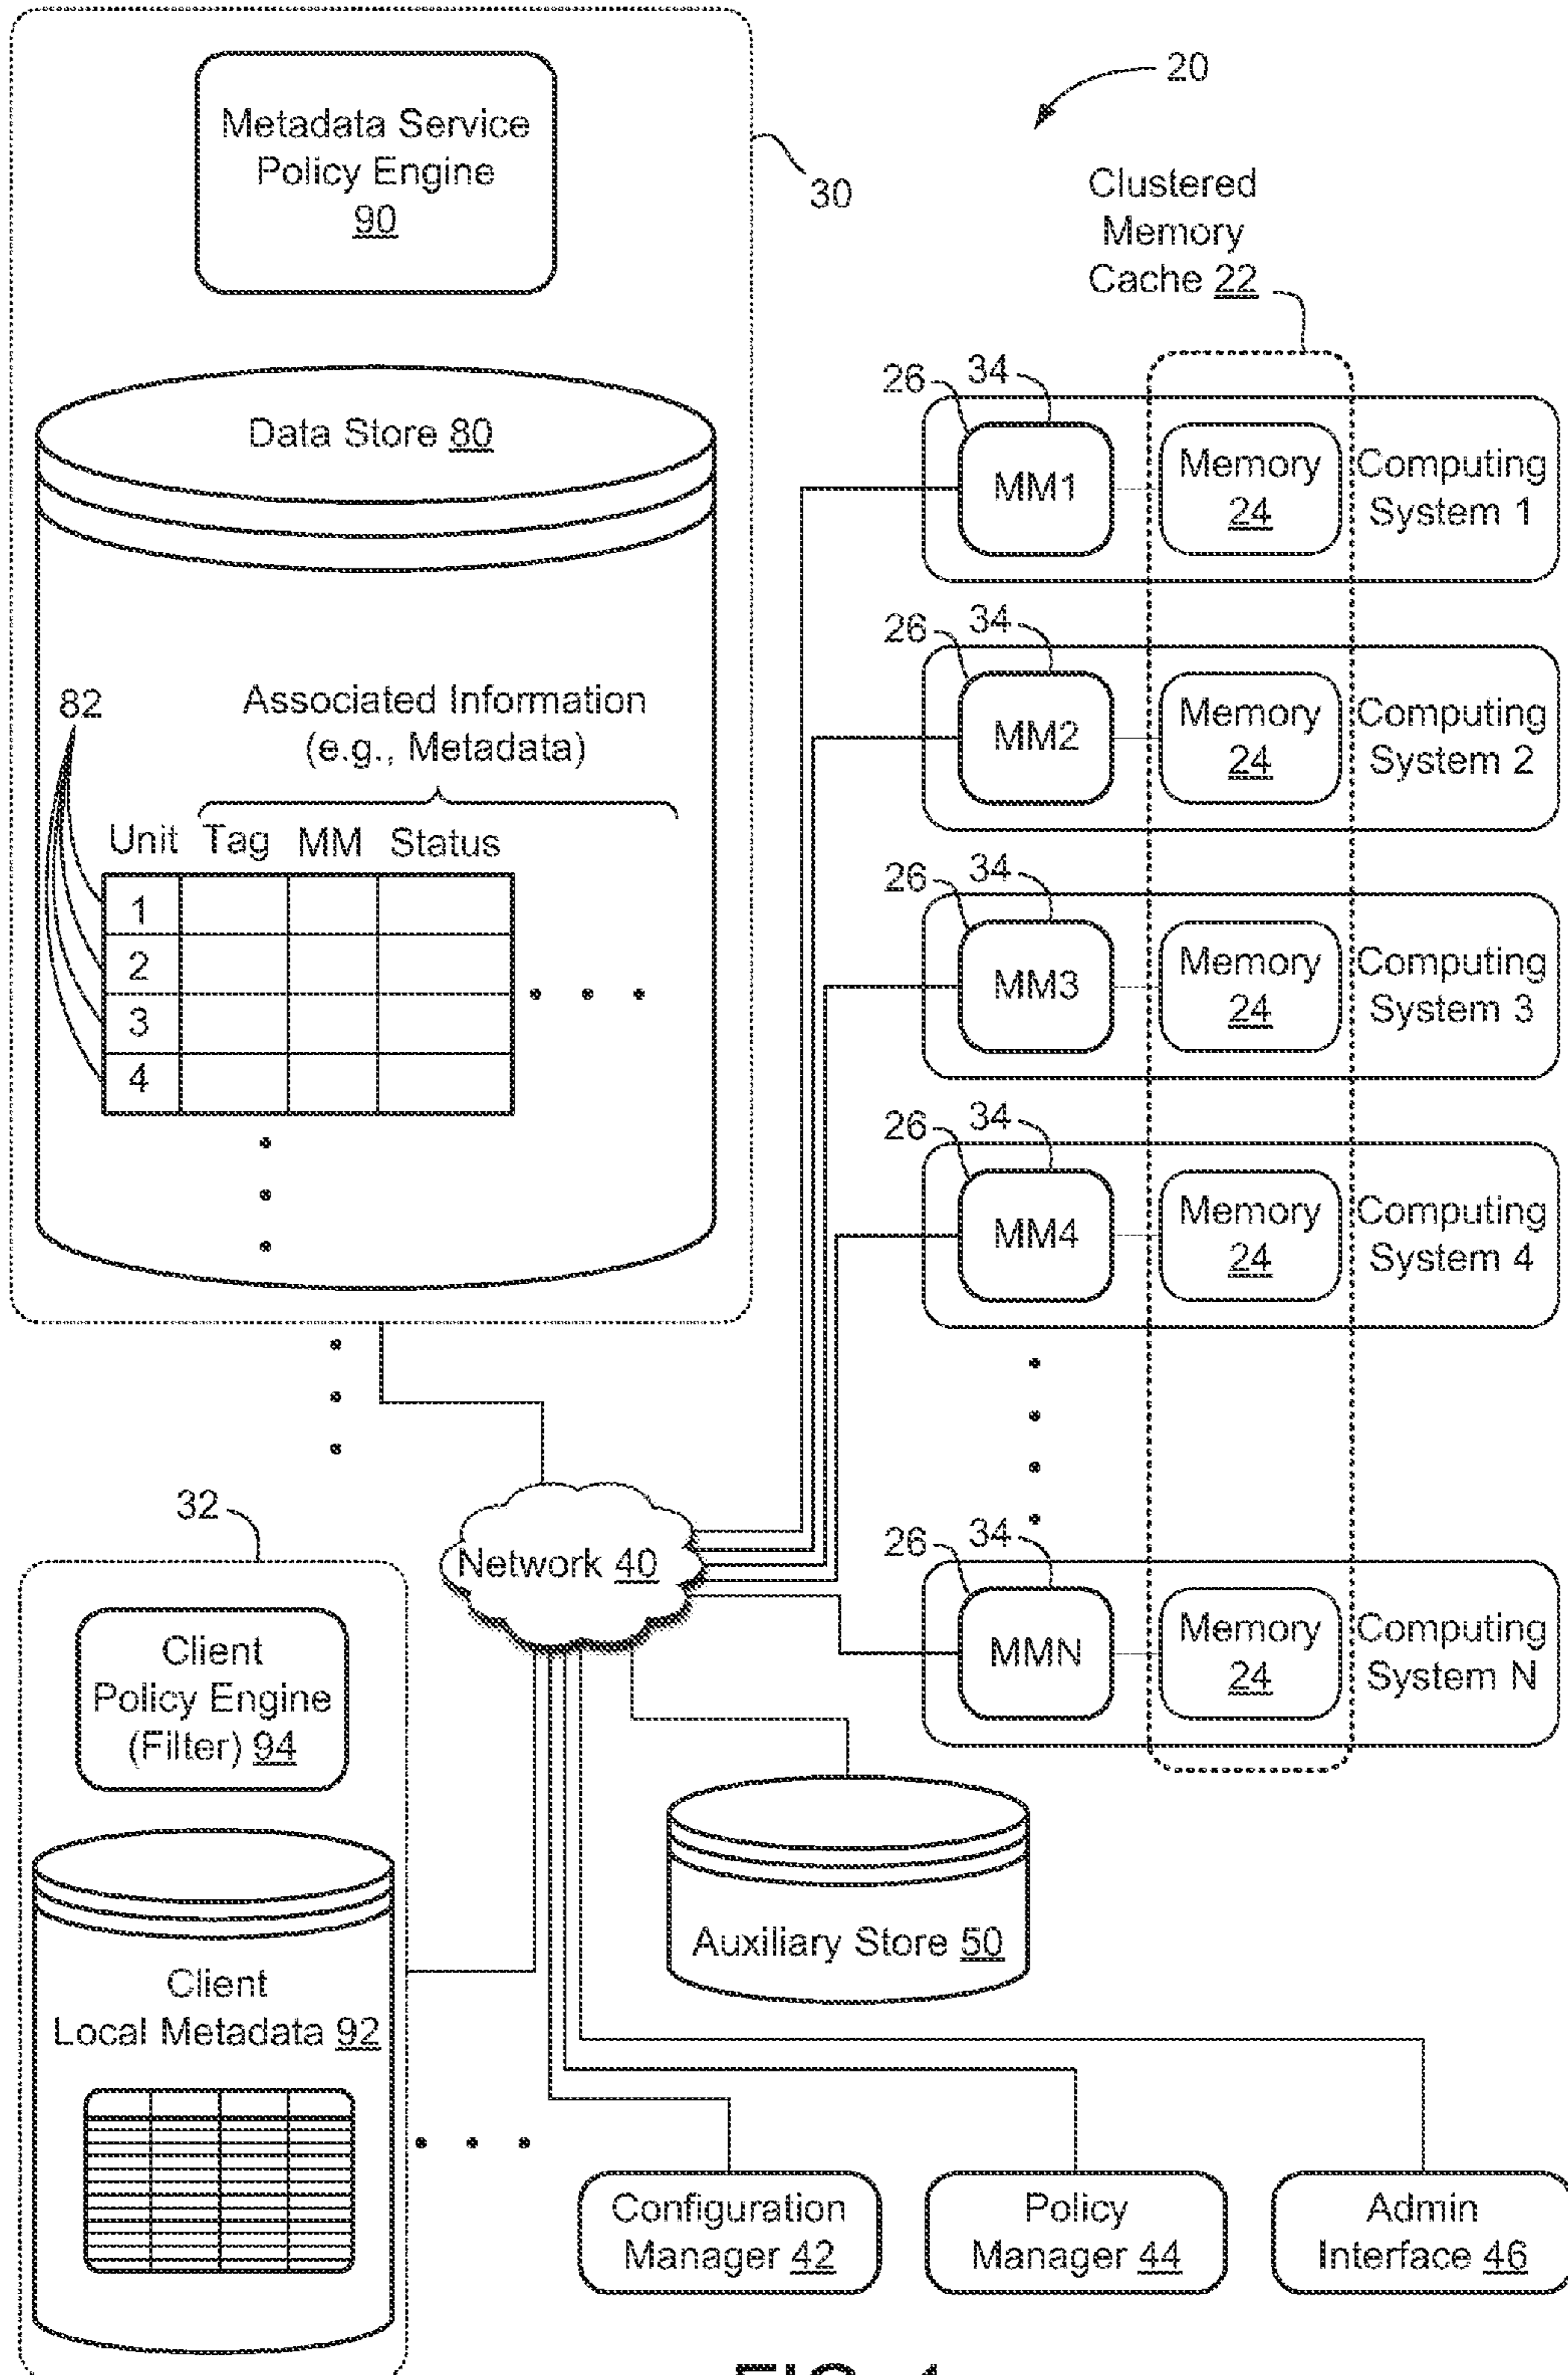 Metadata Service
Policy Engine
90
30
20
Clustered
Memory
Cache 22
Data Store 80
82
Associated Information
(e.g., Metadata)
Unit Tag MM Status
1
2
3
4
26 34
MM1
Memory
24
Computing
System 1
26 34
MM2
Memory
24
Computing
System 2
26 34
MM3
Memory
24
Computing
System 3
26 34
MM4
Memory
24
Computing
System 4
26 34
MMN
Memory
24
Computing
System N
Network 40
32
Client
Policy Engine
(Filter) 94
Client
Local Metadata 92
Auxiliary Store 50
Configuration
Manager 42
Policy
Manager 44
Admin
Interface 46